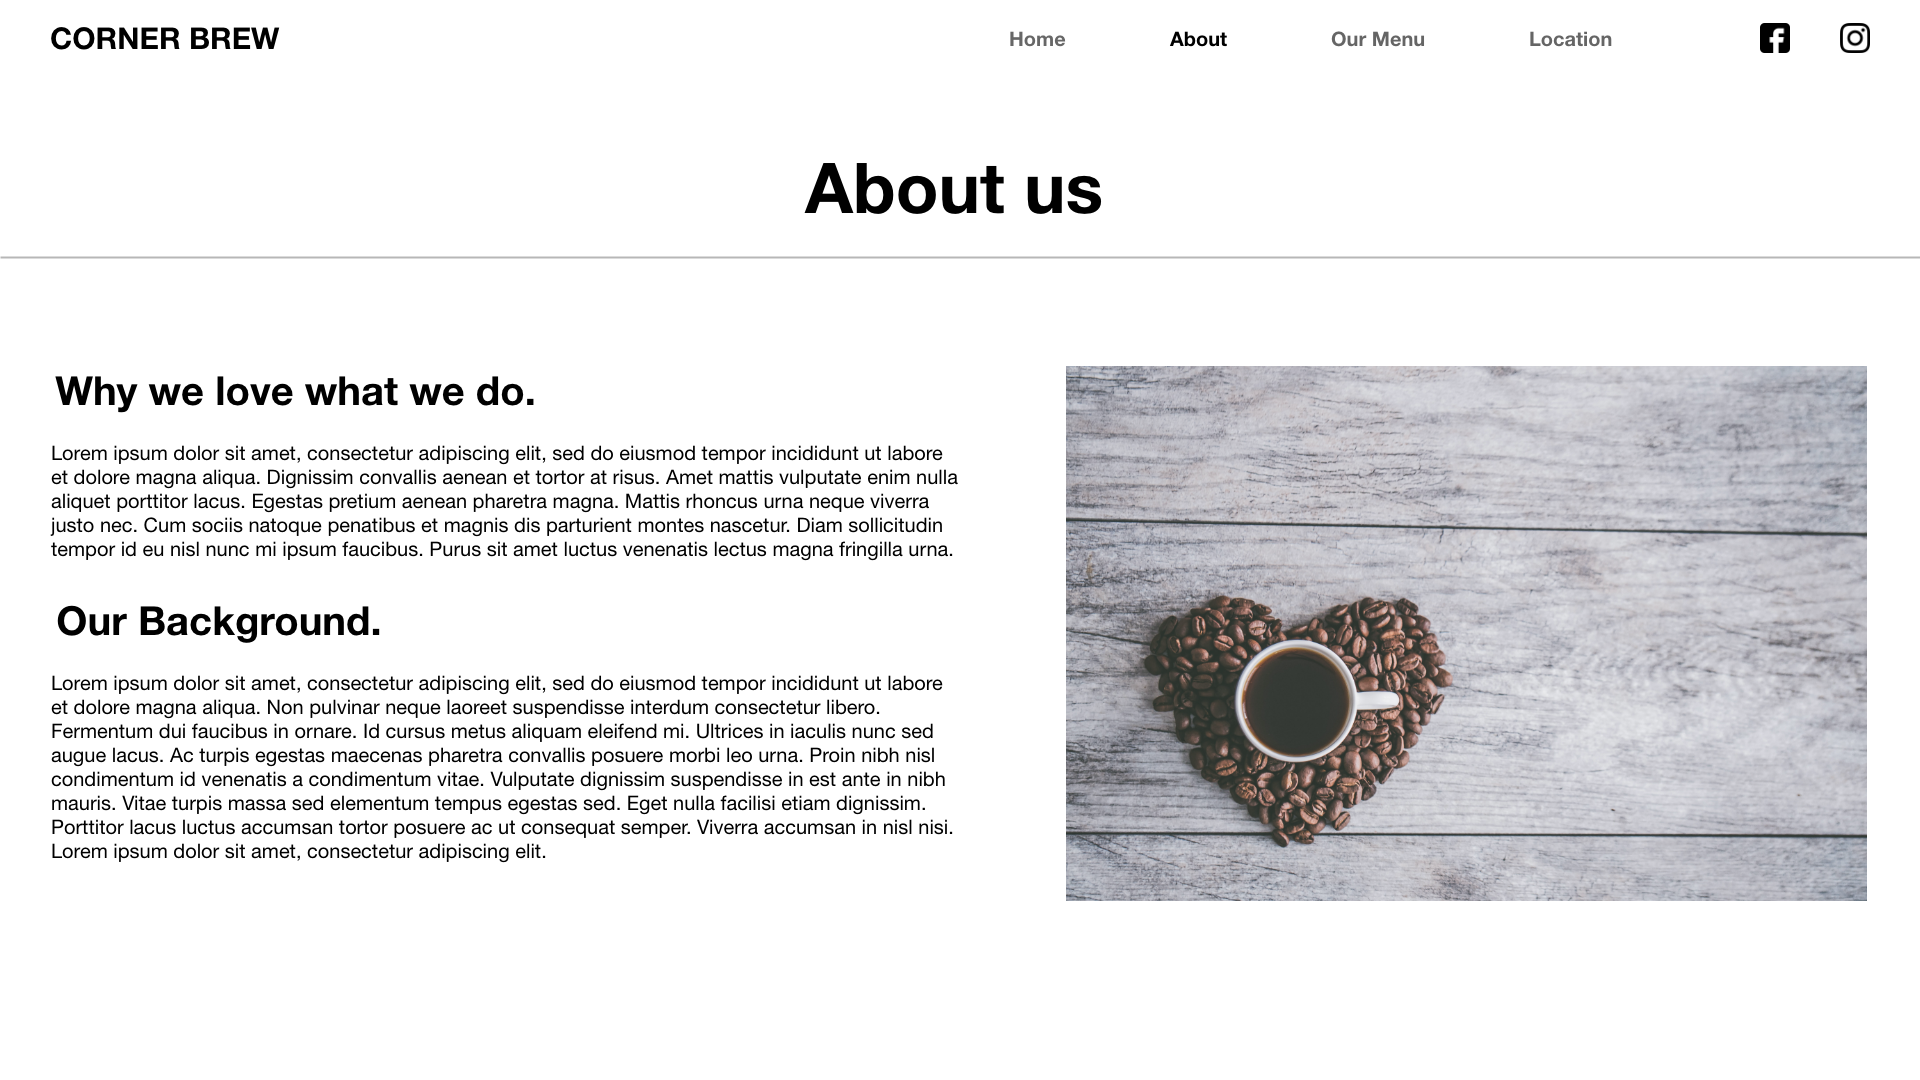 CORNER BREW
Home
About
Our Menu
Location
About us
Why we love what we do.
Lorem ipsum dolor sit amet, consectetur adipiscing elit, sed do eiusmod tempor incididunt ut labore
et dolore magna aliqua. Dignissim convallis aenean et tortor at risus. Amet mattis vulputate enim nulla
aliquet porttitor lacus. Egestas pretium aenean pharetra magna. Mattis rhoncus urna neque viverra
justo nec. Cum sociis natoque penatibus et magnis dis parturient montes nascetur. Diam sollicitudin
tempor id eu nisl nunc mi ipsum faucibus. Purus sit amet luctus venenatis lectus magna fringilla urna.
Our Background.
Lorem ipsum dolor sit amet, consectetur adipiscing elit, sed do eiusmod tempor incididunt ut labore
et dolore magna aliqua. Non pulvinar neque laoreet suspendisse interdum consectetur libero.
Fermentum dui faucibus in ornare. Id cursus metus aliquam eleifend mi. Ultrices in iaculis nunc sed
augue lacus. Ac turpis egestas maecenas pharetra convallis posuere morbi leo urna. Proin nibh nisl
condimentum id venenatis a condimentum vitae. Vulputate dignissim suspendisse in est ante in nibh
mauris. Vitae turpis massa sed elementum tempus egestas sed. Eget nulla facilisi etiam dignissim.
Porttitor lacus luctus accumsan tortor posuere ac ut consequat semper. Viverra accumsan in nisl nisi.
Lorem ipsum dolor sit amet, consectetur adipiscing elit.